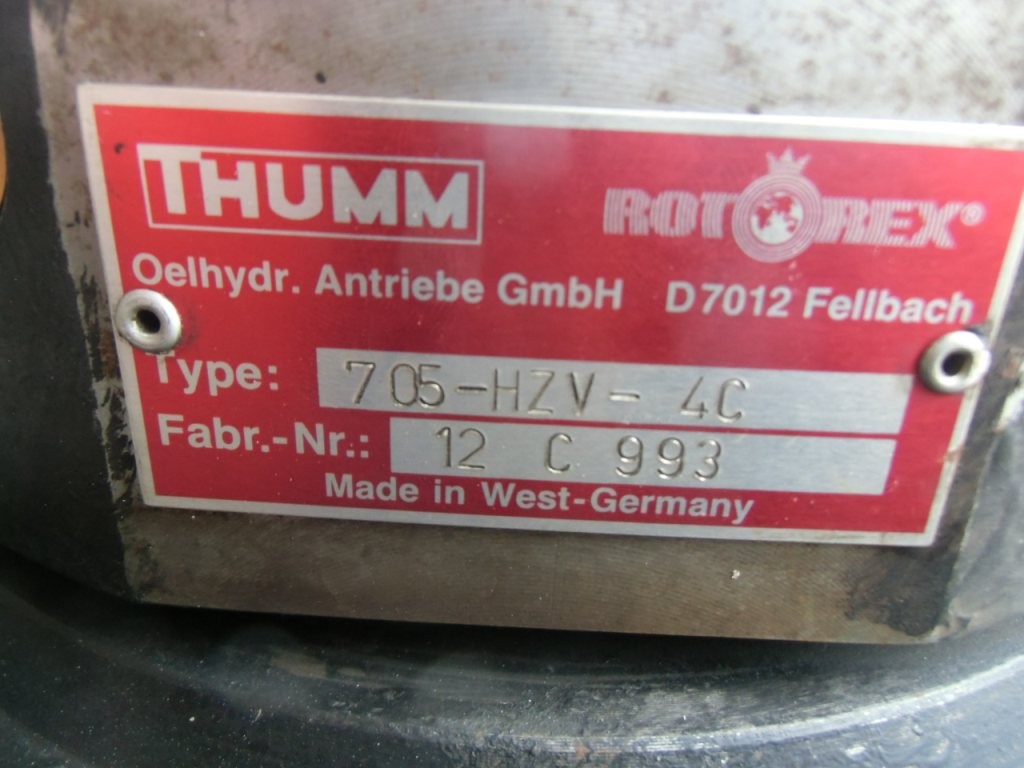 THUMM ROTOREX®
Oelhydr. Antriebe GmbH D7012 Fellbach
Type: 705-HZV-4C
Fabr.-Nr.: 12 C 993
Made in West-Germany